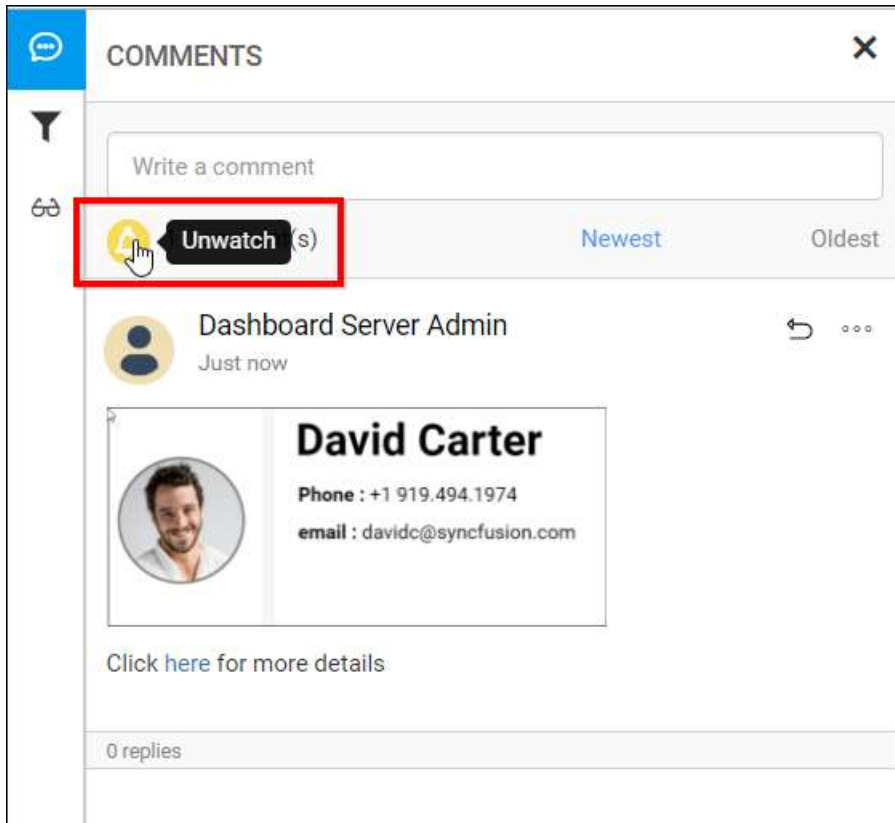 COMMENTS
Write a comment
Unwatch (s) Newest Oldest
Dashboard Server Admin
Just now
David Carter
Phone : +1 919.494.1974
email : davidc@syncfusion.com
Click here for more details
0 replies